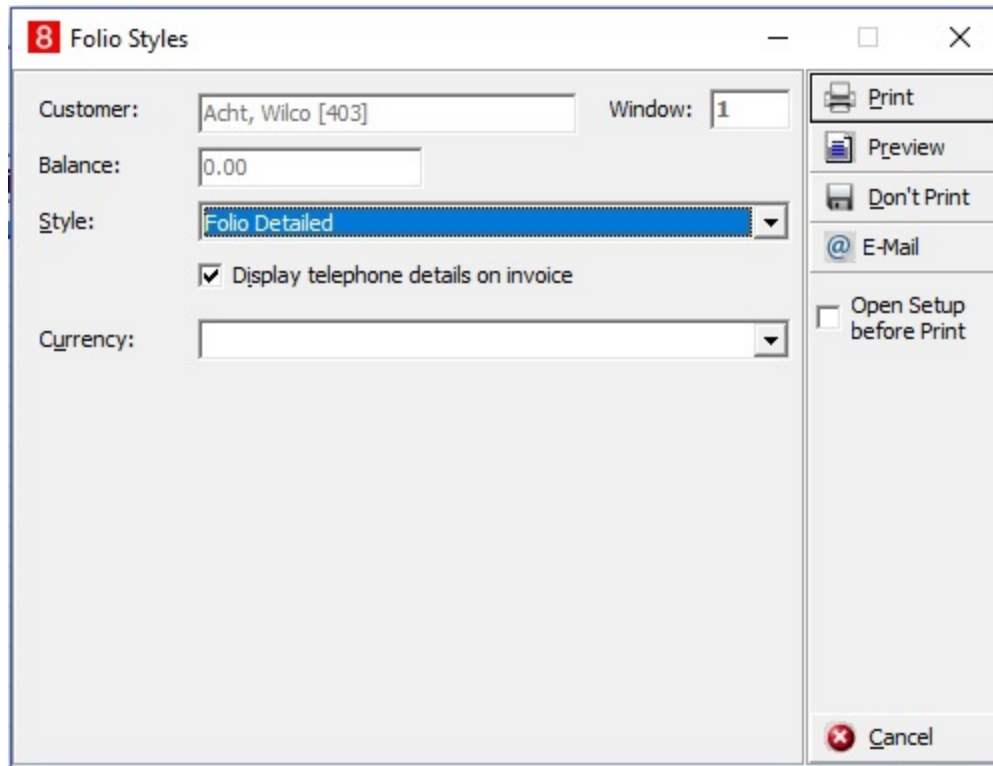 8 Folio Styles
Customer: Acht, Wilco [403] Window: 1
Balance: 0.00
Style: Folio Detailed
Display telephone details on invoice
Currency:
Print
Preview
Don't Print
@ E-Mail
Open Setup
before Print
Cancel